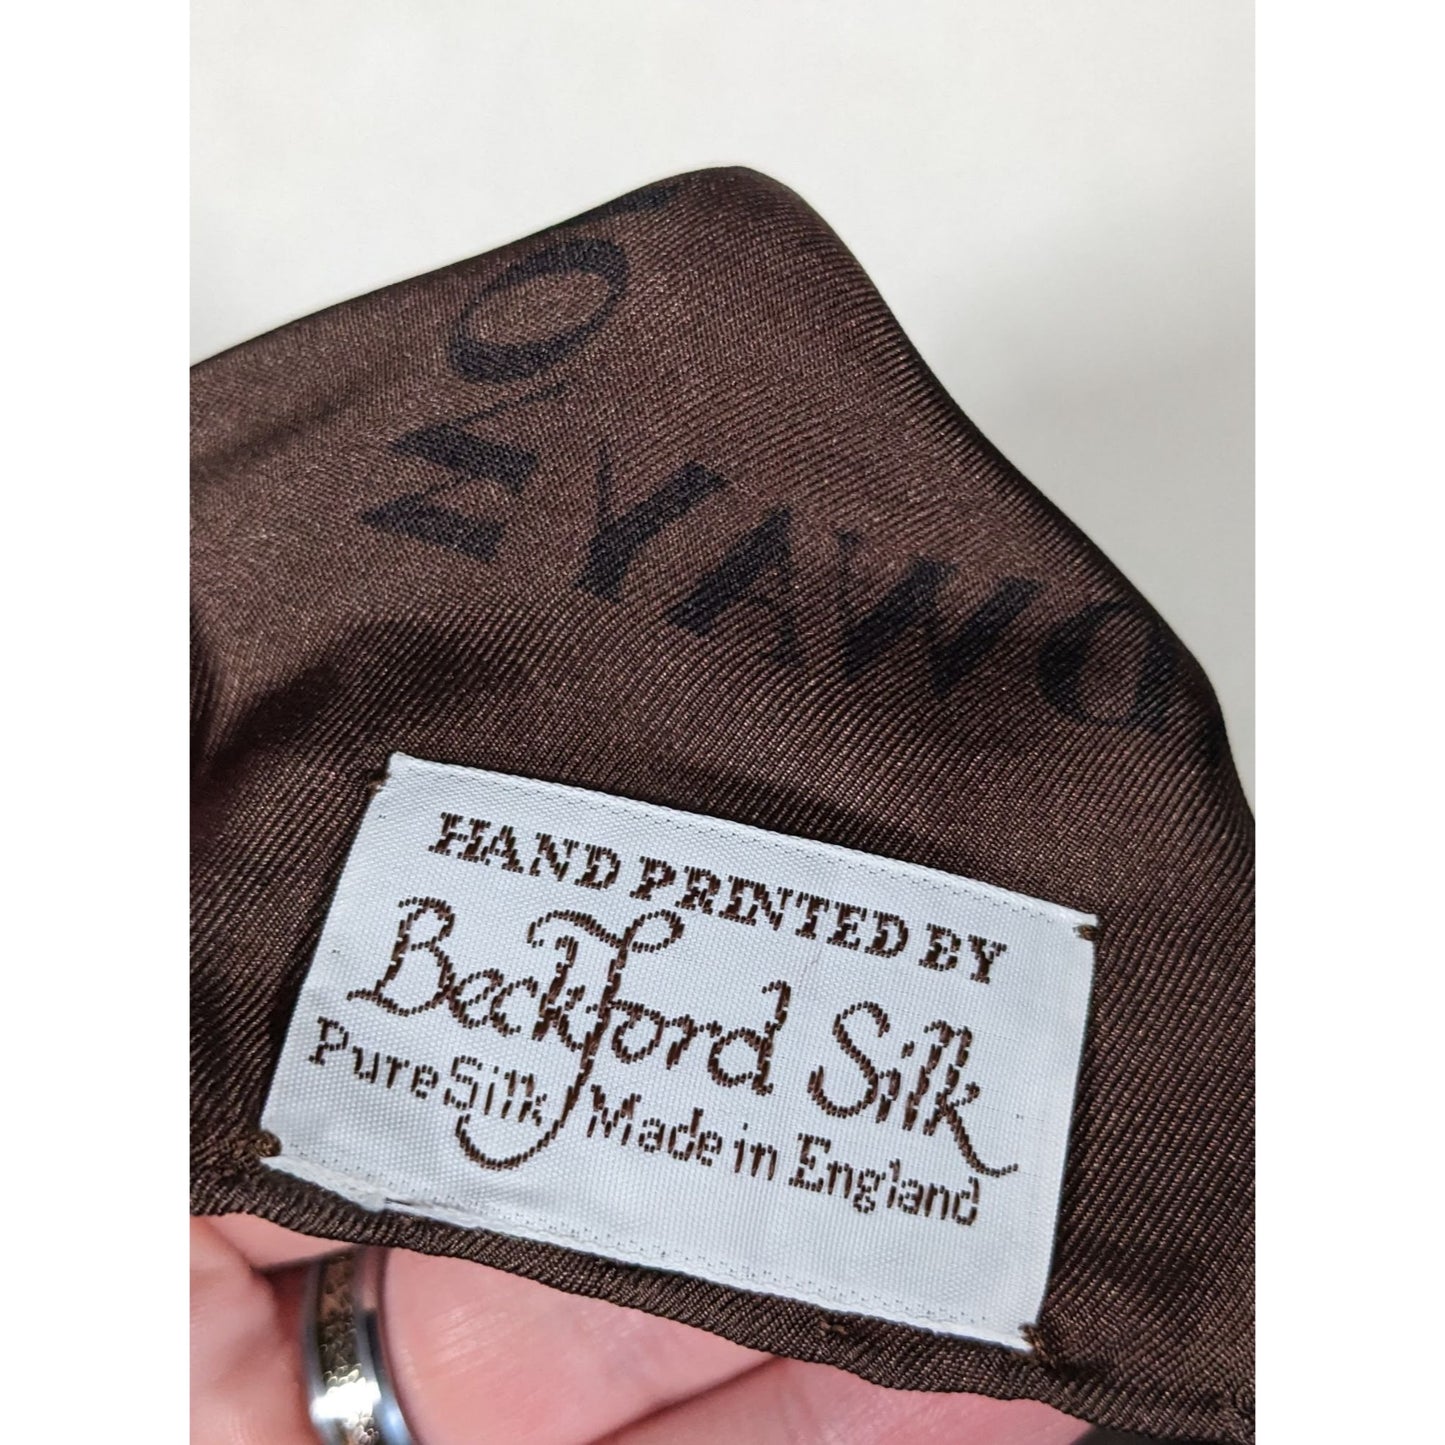 HAND PRINTED BY
Beckford Silk
Pure Silk Made in England